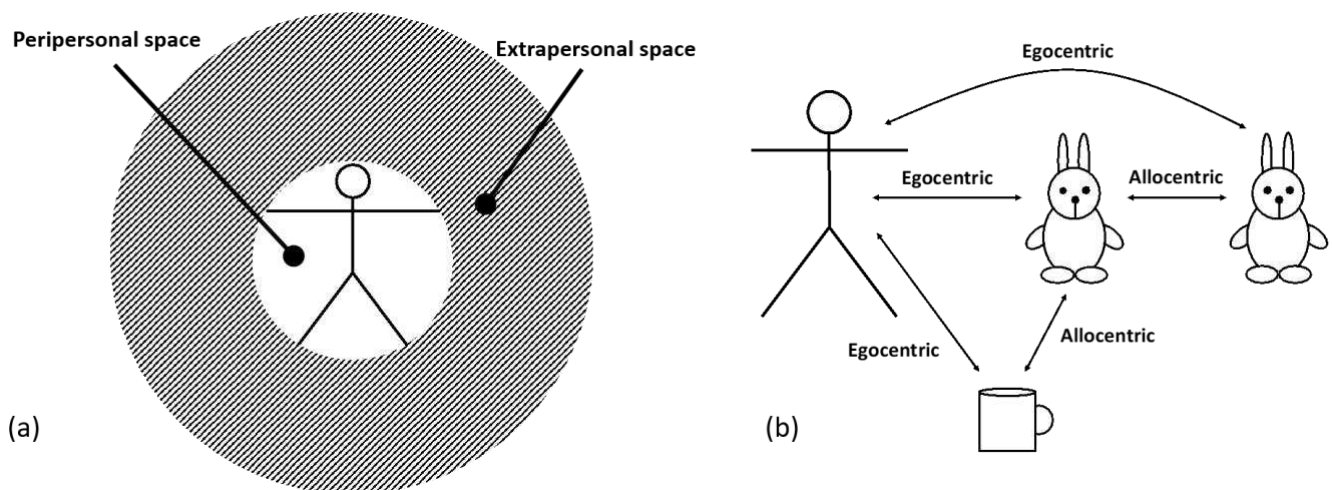 Peripersonal space
Extrapersonal space
(a)
Egocentric
Egocentric
Allocentric
Egocentric
Allocentric
(b)